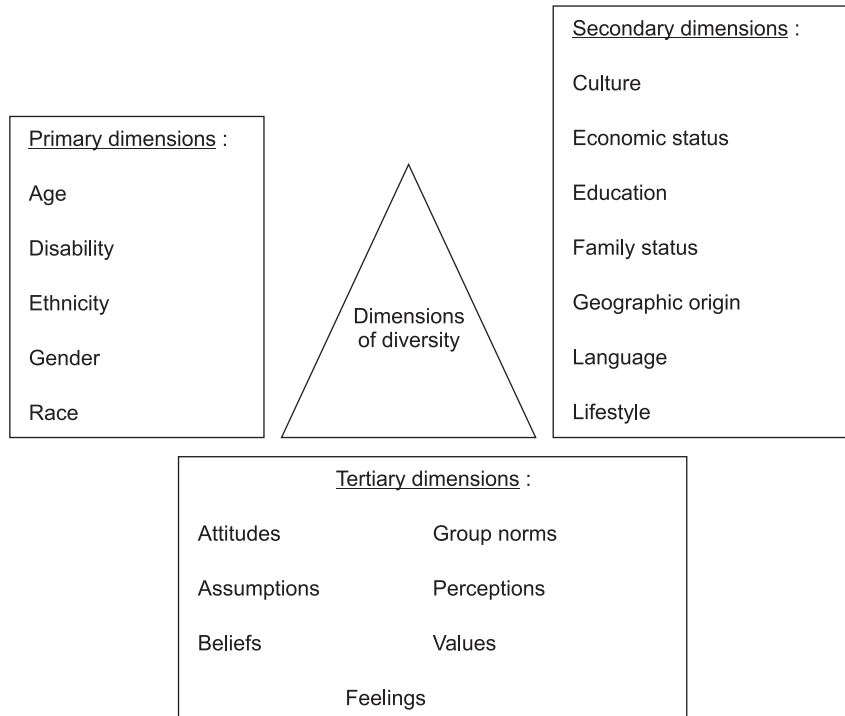 Primary dimensions :
Age
Disability
Ethnicity
Gender
Race
Dimensions
of diversity
Secondary dimensions :
Culture
Economic status
Education
Family status
Geographic origin
Language
Lifestyle
Tertiary dimensions :
Attitudes Group norms
Assumptions Perceptions
Beliefs Values
Feelings